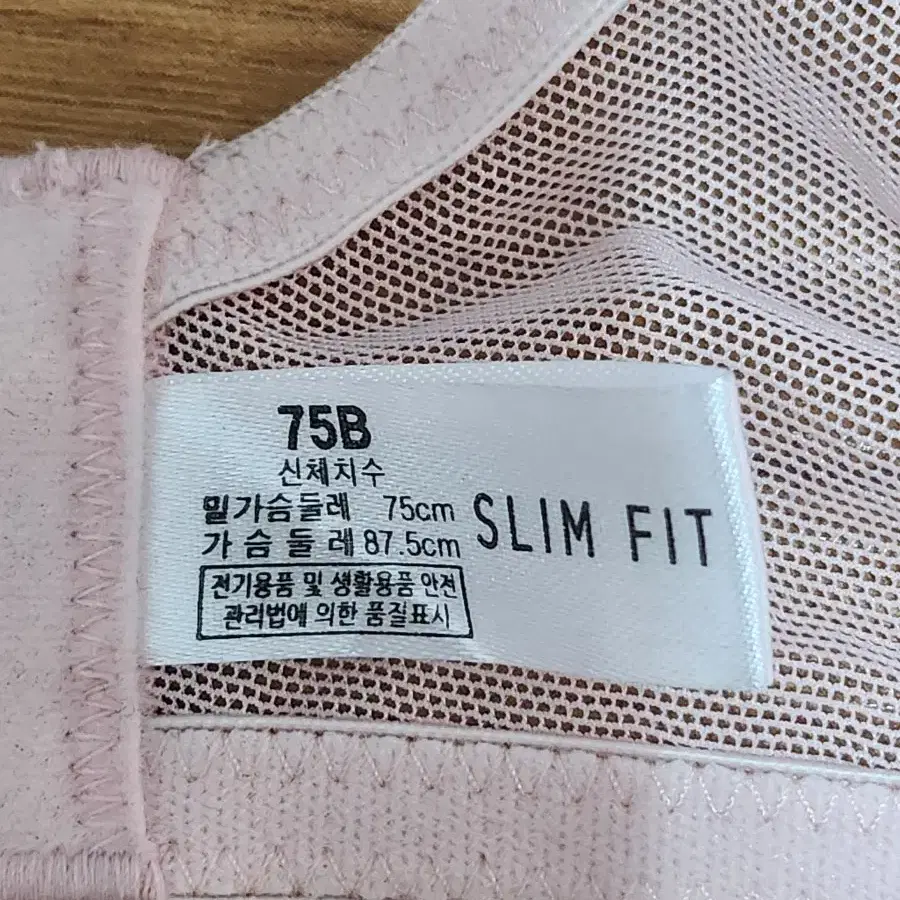 75B
신체치수
밑가슴둘레 75cm
가 슴 둘 레 87.5cm
SLIM FIT
전기용품 및 생활용품 안전
관리법에 의한 품질표시